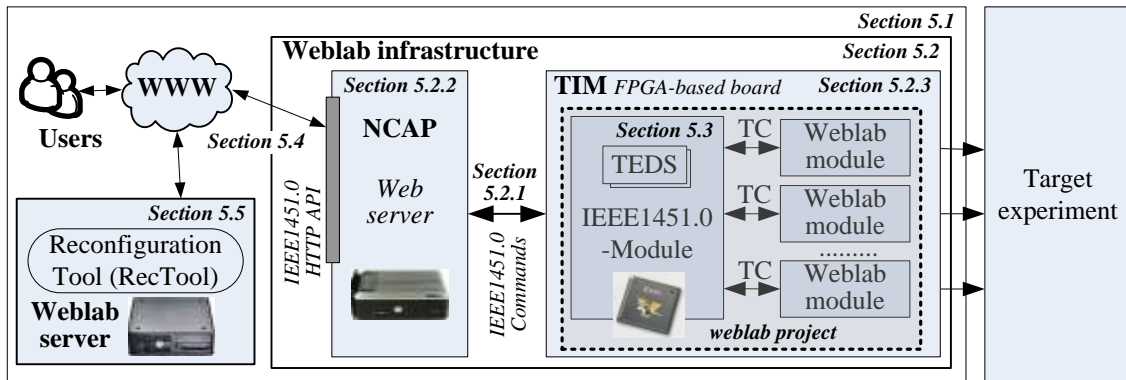 Section 5.1
Weblab infrastructure
Section 5.2
WWW
Users
Section 5.4
Section 5.5
Reconfiguration
Tool (RecTool)
Weblab
server
IEEE1451.0
HTTP API
Section 5.2.2
NCAP
Web
server
Section
5.2.1
IEEE1451.0
Commands
TIM FPGA-based board
Section 5.2.3
Section 5.3
TEDS
IEEE1451.0
-Module
TC
Weblab
module
TC
Weblab
module
.........
TC
Weblab
module
weblab project
Target
experiment